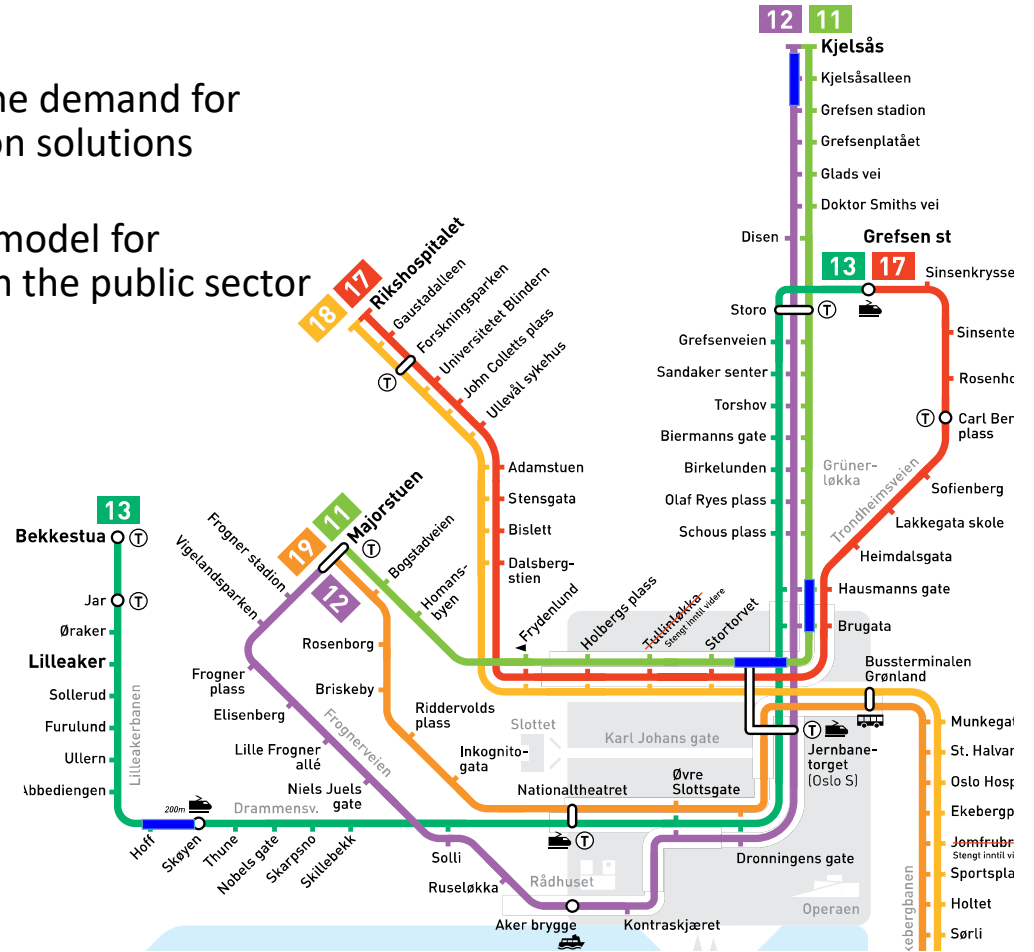 12 11
Kjelsås
Kjelsåsalleen
Grefsen stadion
Grefsenplatået
Glads vei
Doktor Smiths vei
Disen
Grefsen st
13 17
Sinsenkrysse
Storo
T
Grefsenveien
Sinsente
Sandaker senter
Rosenho
Torshov
T
Carl Ber
plass
Biermanns gate
Birkelunden
Grüner-
løkka
Trondheimsveien
Sofienberg
Olaf Ryes plass
Lakkegata skole
Schous plass
Heimdalsgata
Hausmanns gate
Brugata
ne demand for
on solutions
model for
n the public sector
18 17
Rikshospitalet
Gaustadalleen
Forskningsparken
T
Universitetet Blindern
John Colletts plass
Ullevål sykehus
Adamstuen
Stensgata
Bislett
Dalsberg-
stien
Frydenlund
Holbergs plass
Tullinløkka
Stengt inntil videre
Stortorvet
13
Bekkestua
T
Jar
T
Øraker
Lilleaker
Sollerud
Furulund
Ullern
Abbediengen
Lilleakerbanen
200m
Drammensv.
Hoff
Skøyen
Thune
Nobels gate
Skarpsno
Skillebekk
19 11
12
Majorstuen
T
Frogner stadion
Vigelandsparken
Bogstadveien
Homans-
byen
Rosenborg
Briskeby
Frogner
plass
Elisenberg
Frognerveien
Riddervolds
plass
Lille Frogner
allé
Inkognito-
gata
Niels Juels
gate
Slottet
Karl Johans gate
Nationaltheatret
T
Øvre
Slottsgate
T
Jernbane-
torget
(Oslo S)
Bussterminalen
Grønland
Munkegat
St. Halvar
Oslo Hosp
Ekebergp
Jomfrubr
Stengt inntil vi
Sportspla
Holtet
Sørli
kebergbanen
Solli
Ruseløkka
Rådhuset
Dronningens gate
Operaen
Aker brygge
Kontraskjæret